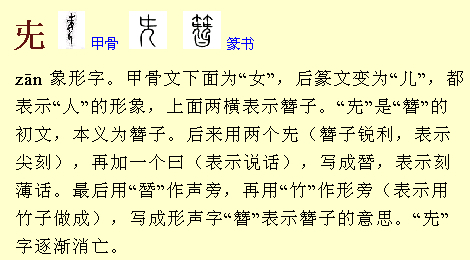 兂 甲骨 篆书
zān 象形字。甲骨文下面为“女”,后篆文变为“儿”,都
表示“人”的形象,上面两横表示簪子。“兂”是“簪”的
初文,本义为簪子。后来用两个兂(簪子锐利,表示
尖刻),再加一个曰(表示说话),写成朁,表示刻
薄话。最后用“朁”作声旁,再用“竹”作形旁(表示用
竹子做成),写成形声字“簪”表示簪子的意思。“兂”
字逐渐消亡。